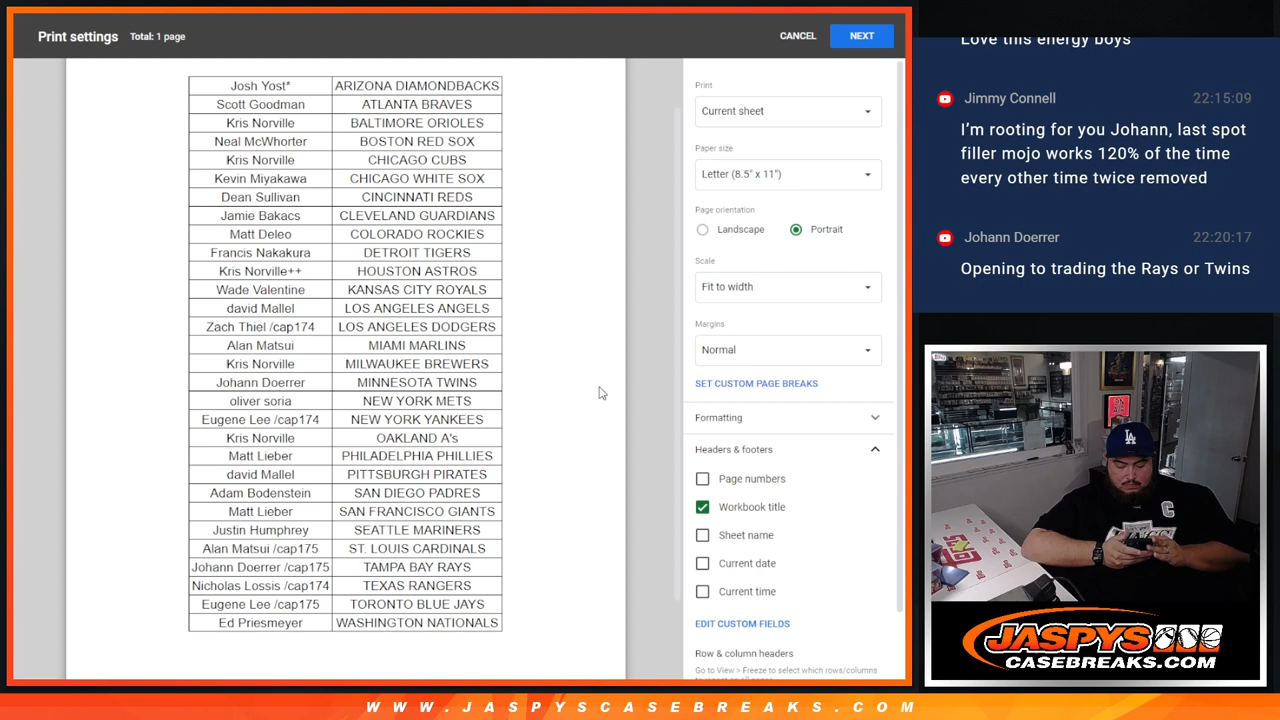 Print settings Total: 1 page
CANCEL NEXT
Josh Yost* ARIZONA DIAMONDBACKS
Scott Goodman ATLANTA BRAVES
Kris Norville BALTIMORE ORIOLES
Neal McWhorter BOSTON RED SOX
Kris Norville CHICAGO CUBS
Kevin Miyakawa CHICAGO WHITE SOX
Dean Sullivan CINCINNATI REDS
Jamie Bakacs CLEVELAND GUARDIANS
Matt Deleo COLORADO ROCKIES
Francis Nakakura DETROIT TIGERS
Kris Norville++ HOUSTON ASTROS
Wade Valentine KANSAS CITY ROYALS
david Mallel LOS ANGELES ANGELS
Zach Thiel /cap174 LOS ANGELES DODGERS
Alan Matsui MIAMI MARLINS
Kris Norville MILWAUKEE BREWERS
Johann Doerrer MINNESOTA TWINS
oliver soria NEW YORK METS
Eugene Lee /cap174 NEW YORK YANKEES
Kris Norville OAKLAND A's
Matt Lieber PHILADELPHIA PHILLIES
david Mallel PITTSBURGH PIRATES
Adam Bodenstein SAN DIEGO PADRES
Matt Lieber SAN FRANCISCO GIANTS
Justin Humphrey SEATTLE MARINERS
Alan Matsui /cap175 ST. LOUIS CARDINALS
Johann Doerrer /cap175 TAMPA BAY RAYS
Nicholas Lossis /cap174 TEXAS RANGERS
Eugene Lee /cap175 TORONTO BLUE JAYS
Ed Priesmeyer WASHINGTON NATIONALS
Print
Current sheet
Paper size
Letter (8.5" x 11")
Page orientation
Landscape Portrait
Scale
Fit to width
Margins
Normal
SET CUSTOM PAGE BREAKS
Formatting
Headers & footers
Page numbers
Workbook title
Sheet name
Current date
Current time
EDIT CUSTOM FIELDS
Row & column headers
Go to View > Freeze to select which rows/columns
Love this energy boys
Jimmy Connell 22:15:09
I'm rooting for you Johann, last spot
filler mojo works 120% of the time
every other time twice removed
Johann Doerrer 22:20:17
Opening to trading the Rays or Twins
LA
C
JASPYS
CASEBREAKS.COM
WWW.JASPYSCASEBREAKS.COM